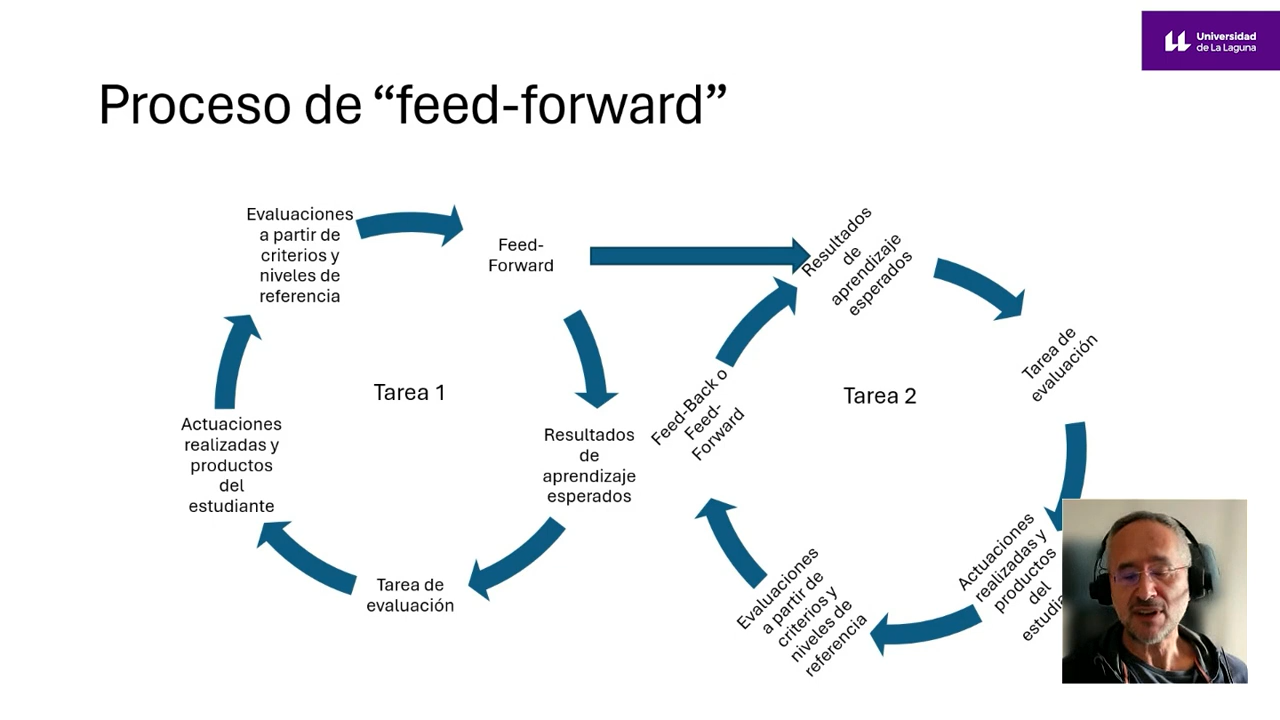 Universidad
de La Laguna
Proceso de “feed-forward”
Evaluaciones
a partir de
criterios y
niveles de
referencia
Feed-
Forward
Tarea 1
Actuaciones
realizadas y
productos
del
estudiante
Resultados
de
aprendizaje
esperados
Tarea de
evaluación
Resultados
de
aprendizaje
esperados
Tarea de
evaluación
Tarea 2
Feed-Back o
Feed-
Forward
Actuaciones
realizadas y
productos
del
Evaluaciones
a partir de
criterios y
niveles de
referencia